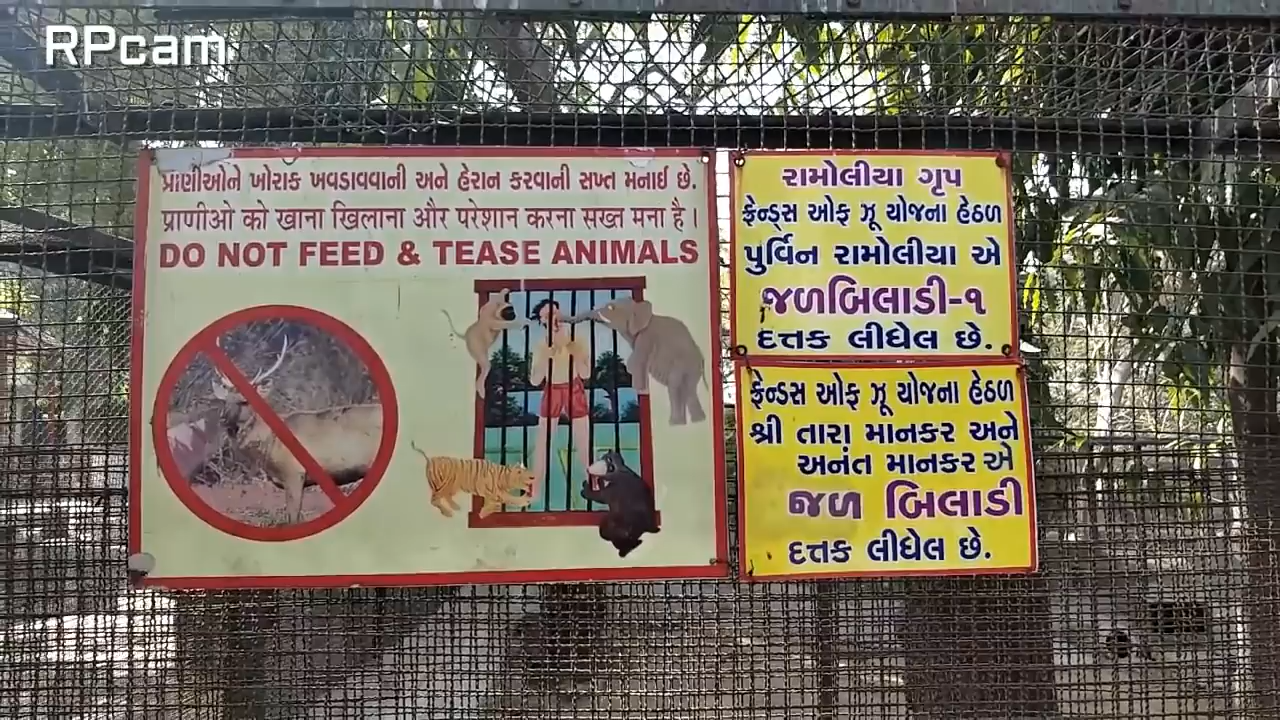 RPcam
પ્રાણીઓને ખોરાક ખવડાવવાની અને હેરાન કરવાની સખ્ત મનાઈ છે.
प्राणीओ को खाना खिलाना और परेशान करना सख्त मना है।
DO NOT FEED & TEASE ANIMALS
રામોલીયા ગૃપ
ફ્રેન્ડ્સ ઓફ ઝૂ યોજના હેઠળ
પુર્વિન રામોલીયા એ
જળબિલાડી-૧
દત્તક લીધેલ છે.
ફ્રેન્ડસ ઓફ ઝૂ યોજના હેઠળ
શ્રી તારા માનકર અને
અનંત માનકર એ
જળ બિલાડી
દત્તક લીધેલ છે.